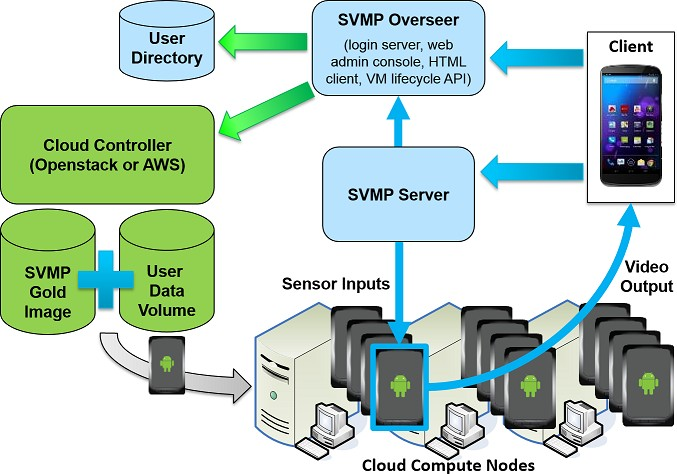 SVMP Overseer
(login server, web
admin console, HTML
client, VM lifecycle API)
User
Directory
Client
Cloud Controller
(Openstack or AWS)
SVMP Server
SVMP
Gold
Image
User
Data
Volume
Sensor Inputs
Video
Output
Cloud Compute Nodes